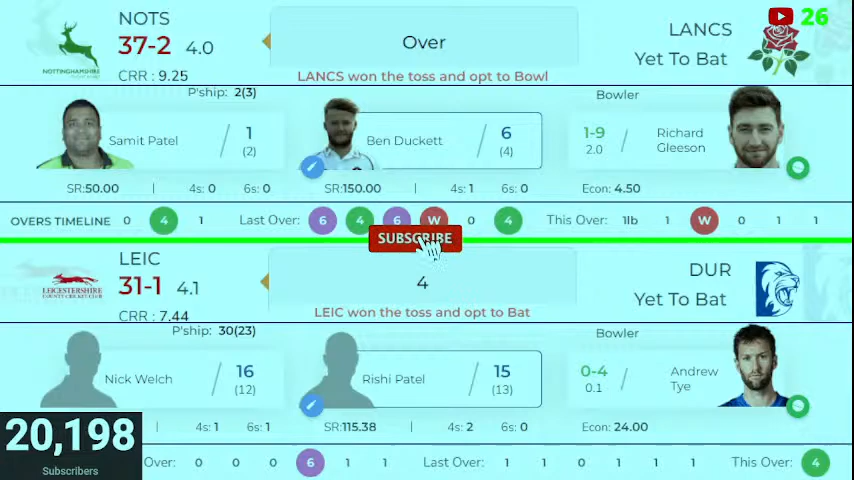 NOTS
37-2 4.0
CRR : 9.25
Over
LANCS won the toss and opt to Bowl
LANCS
Yet To Bat
26
NOTTINGHAMSHIRE
P'ship: 2(3)
Bowler
Samit Patel
1
(2)
Ben Duckett
6
(4)
1-9
2.0
Richard
Gleeson
SR:50.00 | 4s: 0 6s: 0
SR:150.00 | 4s: 1 6s: 0
Econ: 4.50
OVERS TIMELINE 0 4 1 Last Over: 6 4 6 W 0 4 This Over: 1lb 1 W 0 1 1
SUBSCRIBE
LEIC
31-1 4.1
CRR : 7.44
4
LEIC won the toss and opt to Bat
DUR
Yet To Bat
LEICESTERSHIRE
COUNTY CRICKET CLUB
P'ship: 30(23)
Bowler
Nick Welch
16
(12)
Rishi Patel
15
(13)
0-4
0.1
Andrew
Tye
4s: 1 6s: 1
SR:115.38 | 4s: 2 6s: 0
Econ: 24.00
20,198
Subscribers
Over: 0 0 0 6 1 1 Last Over: 1 1 0 1 1 1 This Over: 4